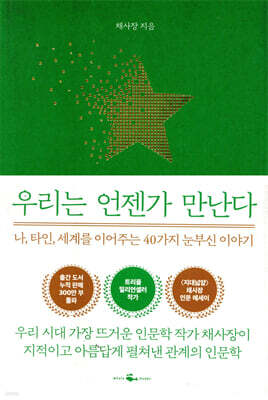 채사장 지음
우리는 언젠가 만난다
나, 타인, 세계를 이어주는 40가지 눈부신 이야기
출간 도서
누적 판매
300만 부
돌파
트리플
밀리언셀러
작가
<지대넓얕>
채사장
인문 에세이
우리 시대 가장 뜨거운 인문학 작가 채사장이
지적이고 아름답게 펼쳐낸 관계의 인문학
whale books